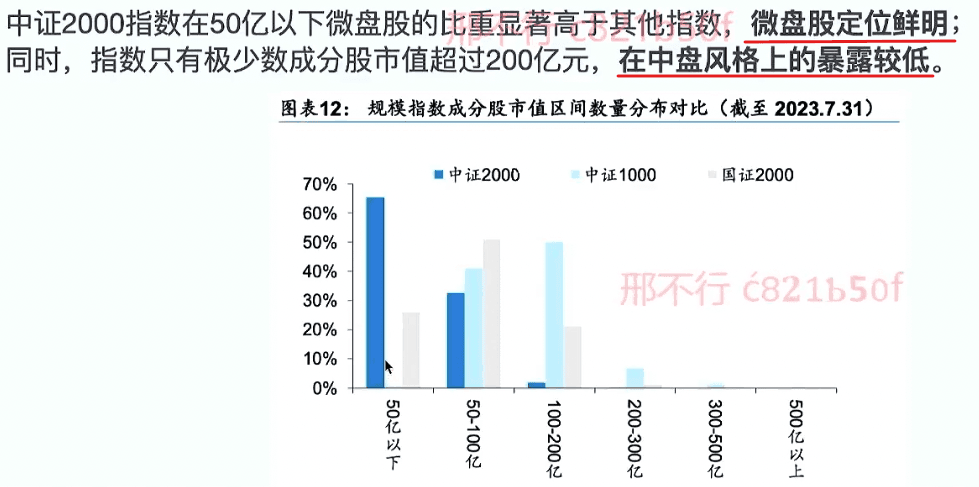 中证2000指数在50亿以下微盘股的比重显著高于其他指数，微盘股定位鲜明；
同时，指数只有极少数成分股市值超过200亿元，在中盘风格上的暴露较低。
邢不行 c821b50f
图表12： 规模指数成分股市值区间数量分布对比（截至 2023.7.31）
中证2000 中证1000 国证2000
70%
60%
50%
40%
30%
20%
10%
0%
邢不行 c821b50f
50亿以下
50-100亿
100-200亿
200-300亿
300-500亿
500亿以上